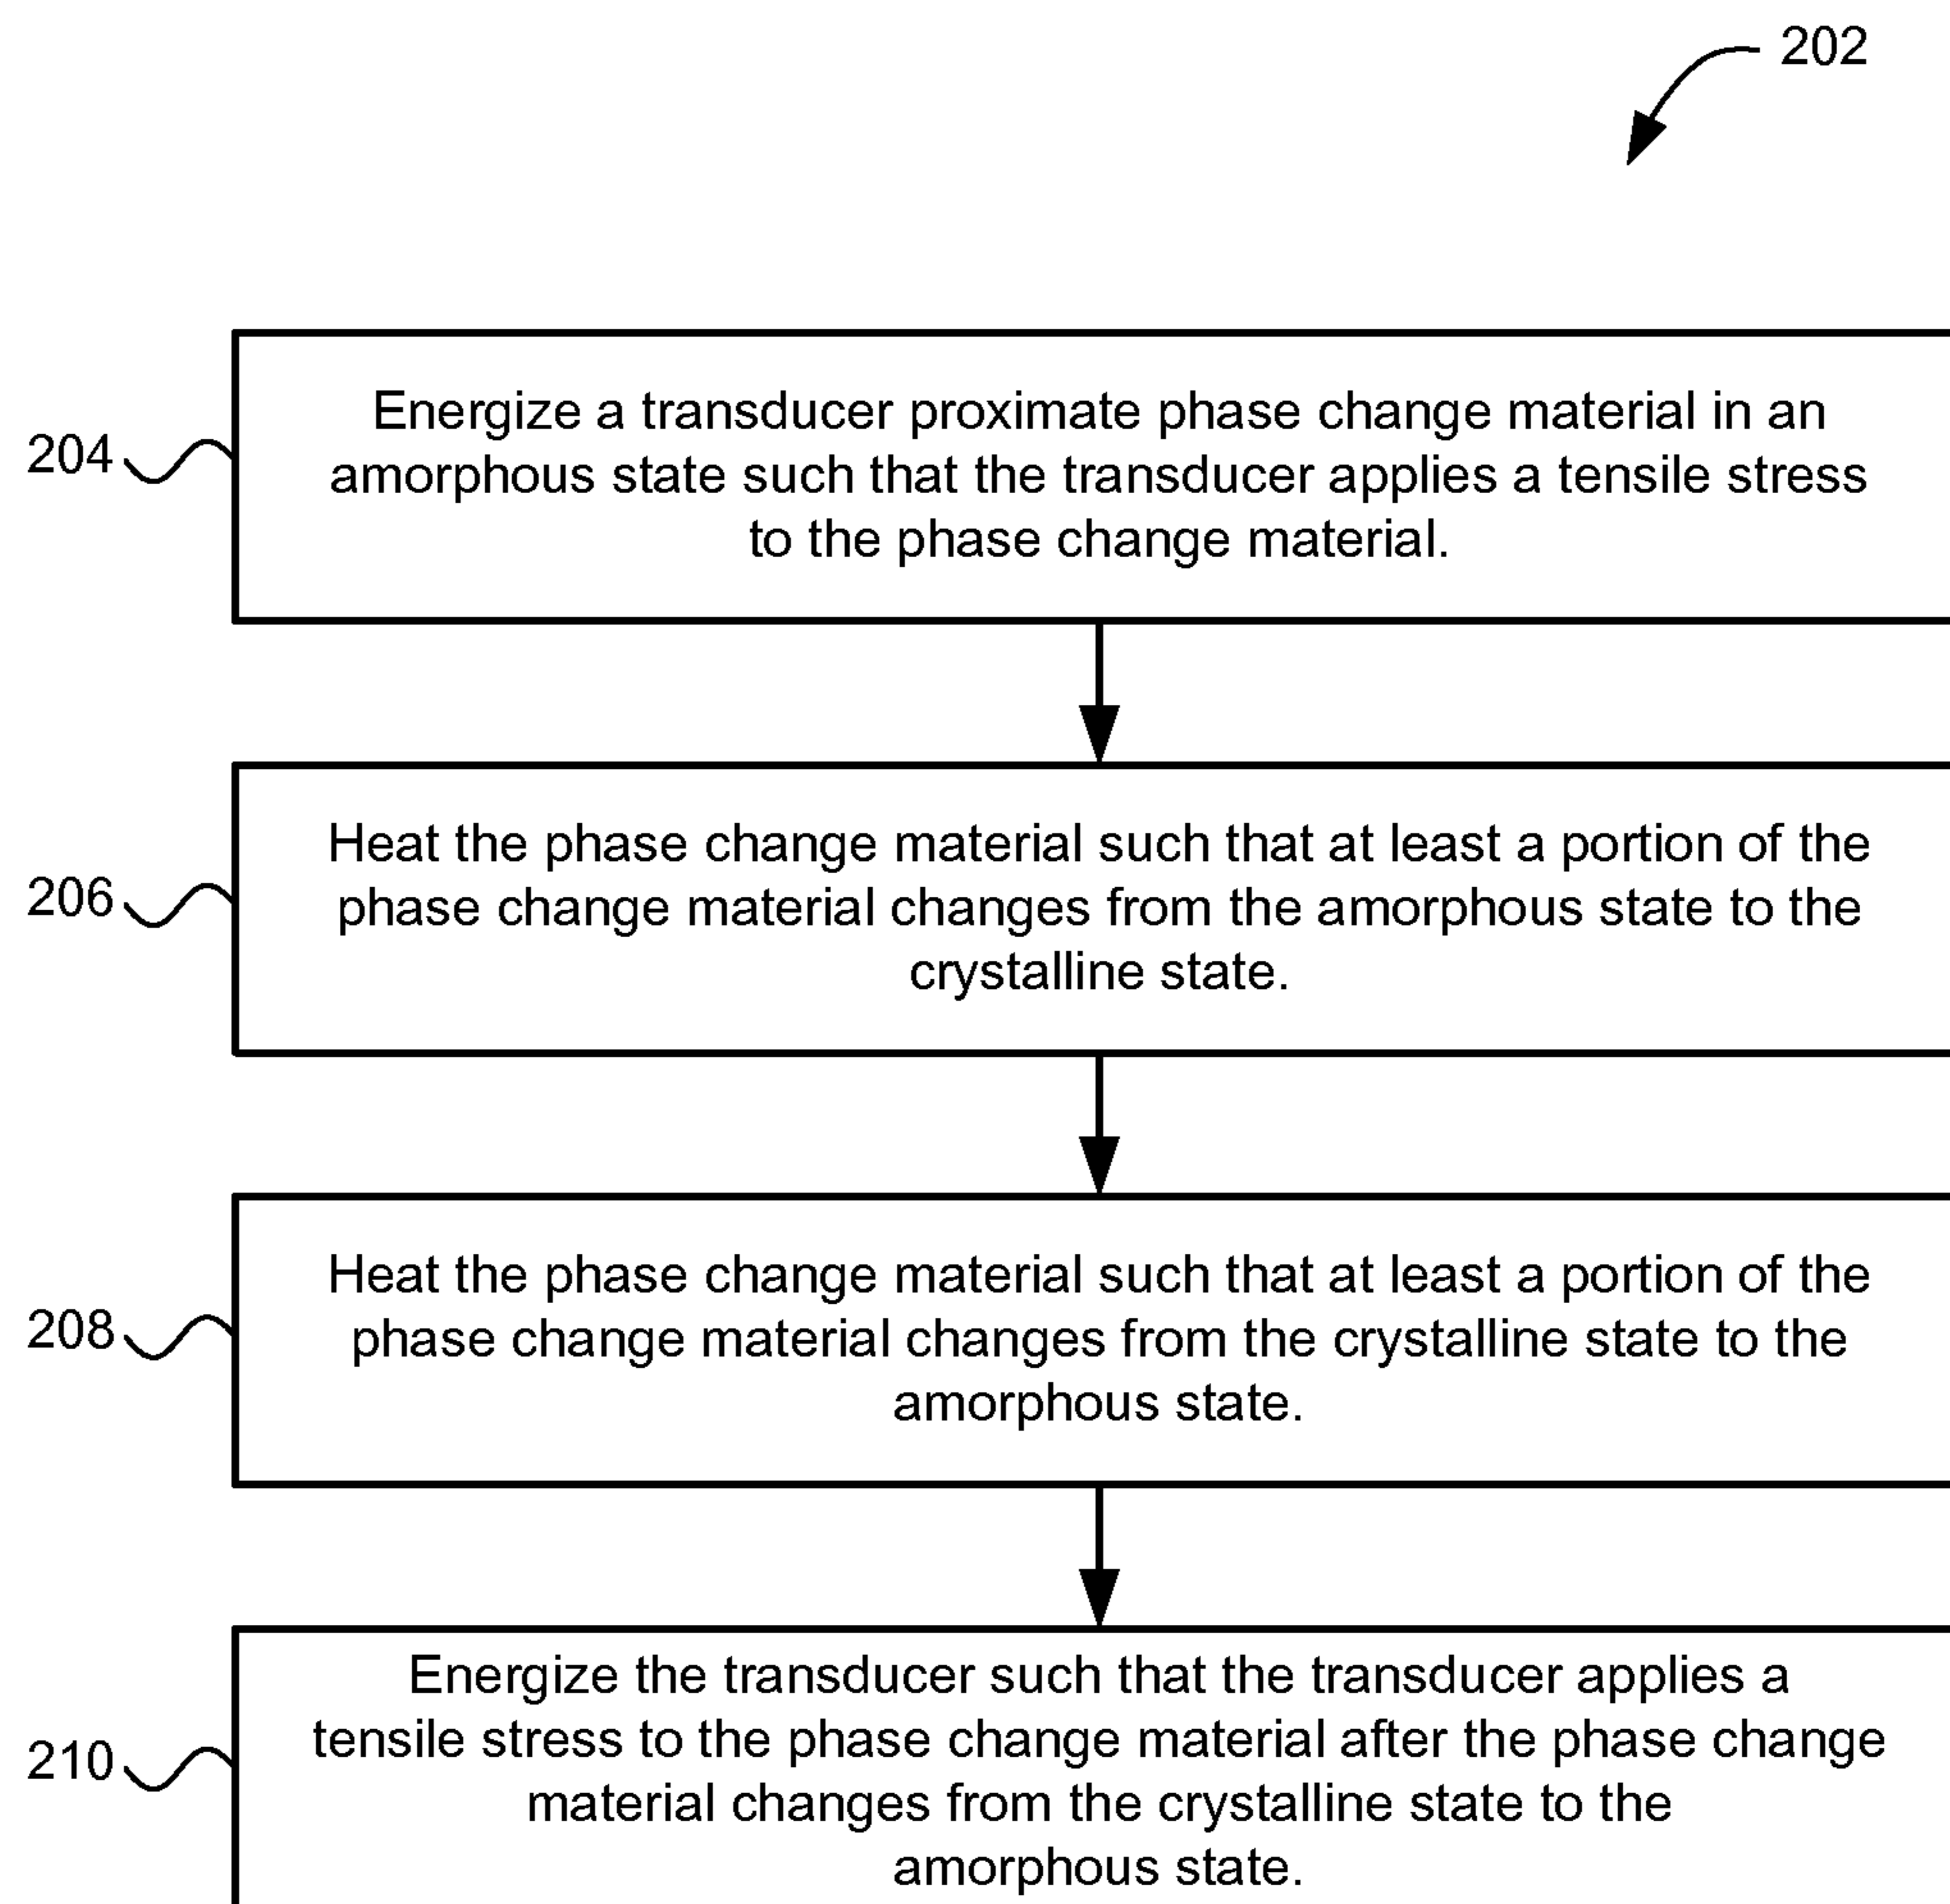 202
204
Energize a transducer proximate phase change material in an
amorphous state such that the transducer applies a tensile stress
to the phase change material.
206
Heat the phase change material such that at least a portion of the
phase change material changes from the amorphous state to the
crystalline state.
208
Heat the phase change material such that at least a portion of the
phase change material changes from the crystalline state to the
amorphous state.
210
Energize the transducer such that the transducer applies a
tensile stress to the phase change material after the phase change
material changes from the crystalline state to the
amorphous state.